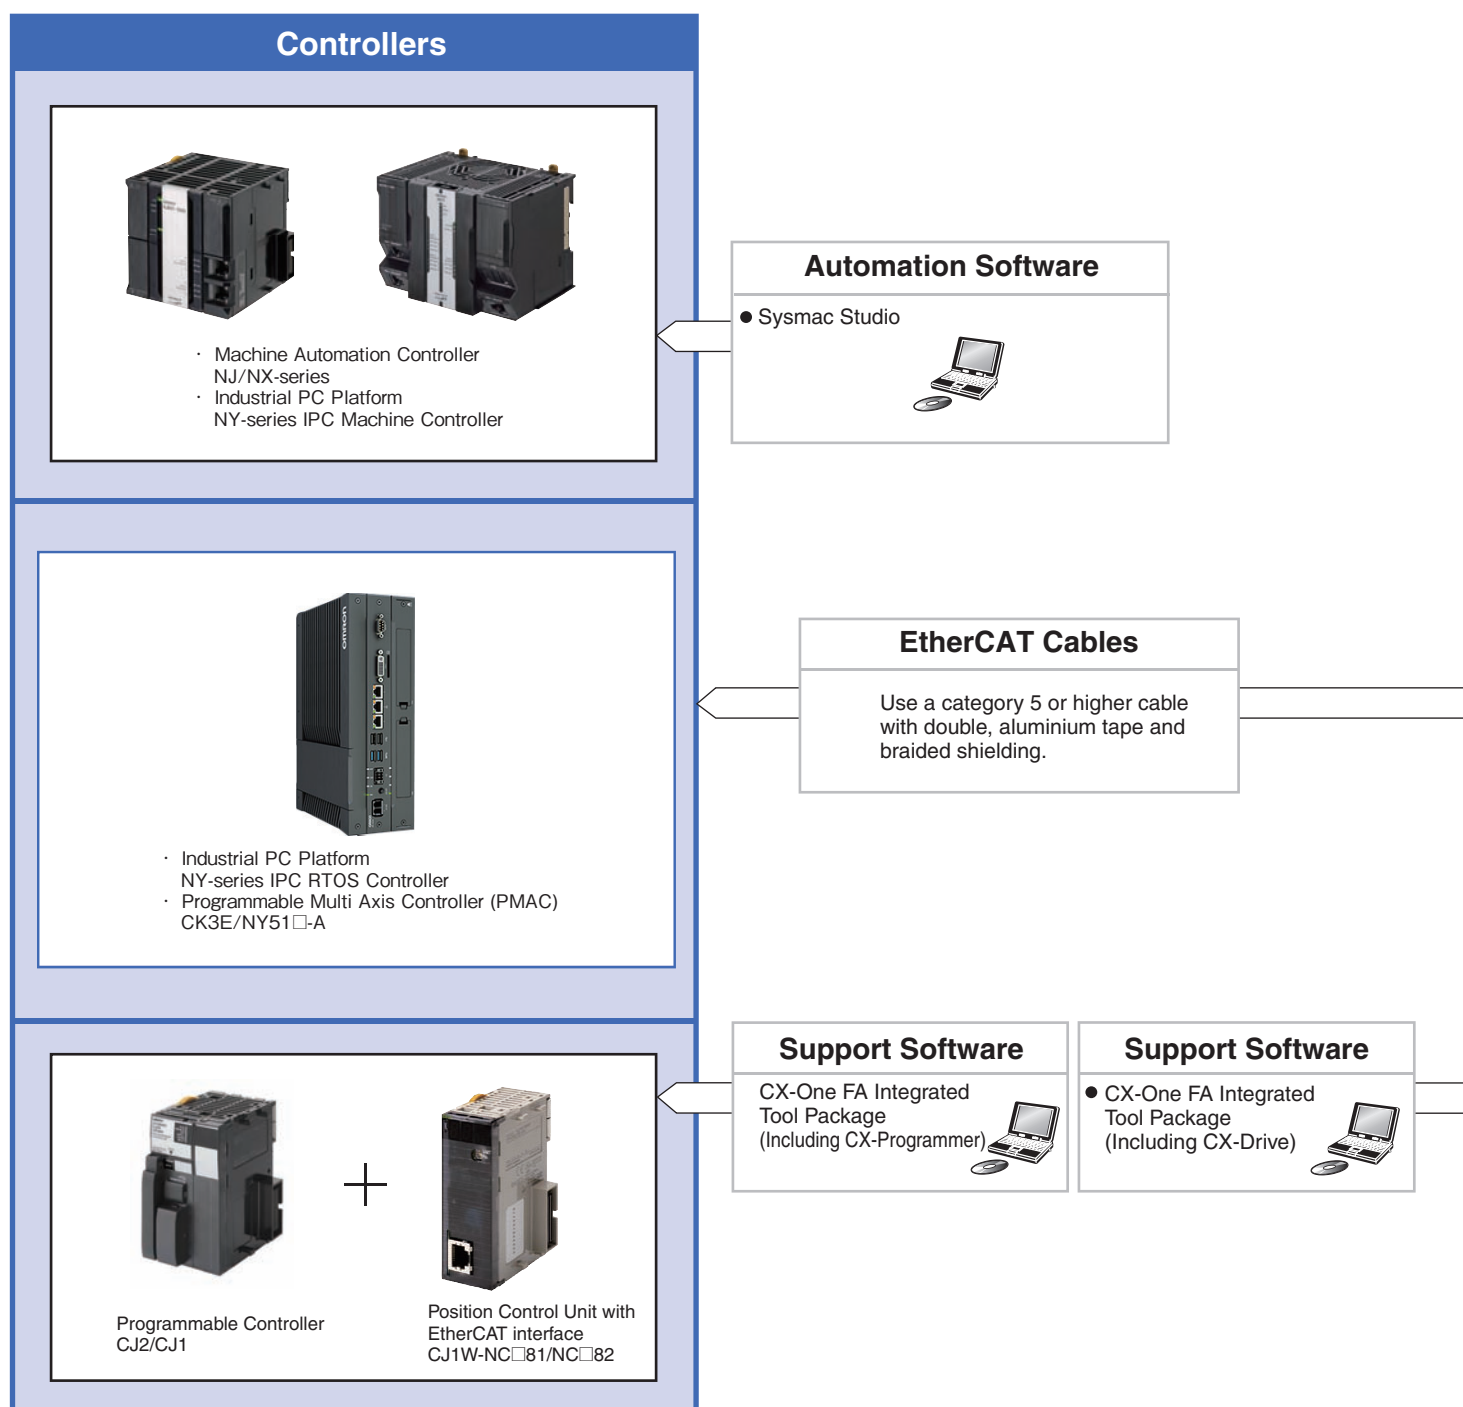 Controllers
· Machine Automation Controller
NJ/NX-series
· Industrial PC Platform
NY-series IPC Machine Controller
Automation Software
● Sysmac Studio
omron
· Industrial PC Platform
NY-series IPC RTOS Controller
· Programmable Multi Axis Controller (PMAC)
CK3E/NY51□-A
EtherCAT Cables
Use a category 5 or higher cable
with double, aluminium tape and
braided shielding.
Support Software
CX-One FA Integrated
Tool Package
(Including CX-Programmer)
Support Software
● CX-One FA Integrated
Tool Package
(Including CX-Drive)
Programmable Controller
CJ2/CJ1
Position Control Unit with
EtherCAT interface
CJ1W-NC□81/NC□82